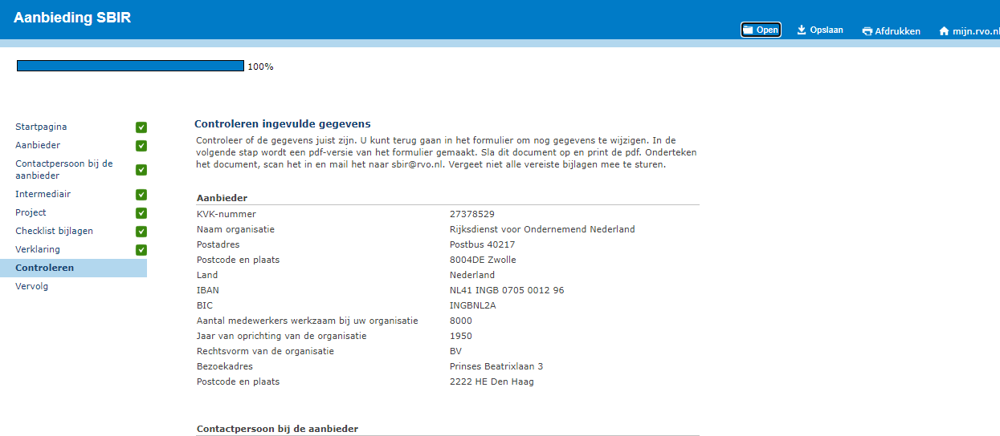 Aanbieding SBIR
Open Opslaan Afdrukken mijn.rvo.nl
100%
Startpagina
Aanbieder
Contactpersoon bij de
aanbieder
Intermediair
Project
Checklist bijlagen
Verklaring
Controleren
Vervolg
Controleren ingevulde gegevens
Controleer of de gegevens juist zijn. U kunt terug gaan in het formulier om nog gegevens te wijzigen. In de
volgende stap wordt een pdf-versie van het formulier gemaakt. Sla dit document op en print de pdf. Onderteken
het document, scan het in en mail het naar sbir@rvo.nl. Vergeet niet alle vereiste bijlagen mee te sturen.
Aanbieder
KVK-nummer 27378529
Naam organisatie Rijksdienst voor Ondernemend Nederland
Postadres Postbus 40217
Postcode en plaats 8004DE Zwolle
Land Nederland
IBAN NL41 INGB 0705 0012 96
BIC INGBNL2A
Aantal medewerkers werkzaam bij uw organisatie 8000
Jaar van oprichting van de organisatie 1950
Rechtsvorm van de organisatie BV
Bezoekadres Prinses Beatrixlaan 3
Postcode en plaats 2222 HE Den Haag
Contactpersoon bij de aanbieder